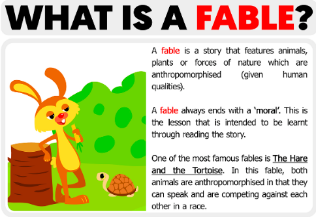 WHAT IS A FABLE?
A fable is a story that features animals,
plants or forces of nature which are
anthropomorphised (given human
qualities).
A fable always ends with a ‘moral’. This is
the lesson that is intended to be learnt
through reading the story.
One of the most famous fables is The Hare
and the Tortoise. In this fable, both
animals are anthropomorphised in that they
can speak and are competing against each
other in a race.